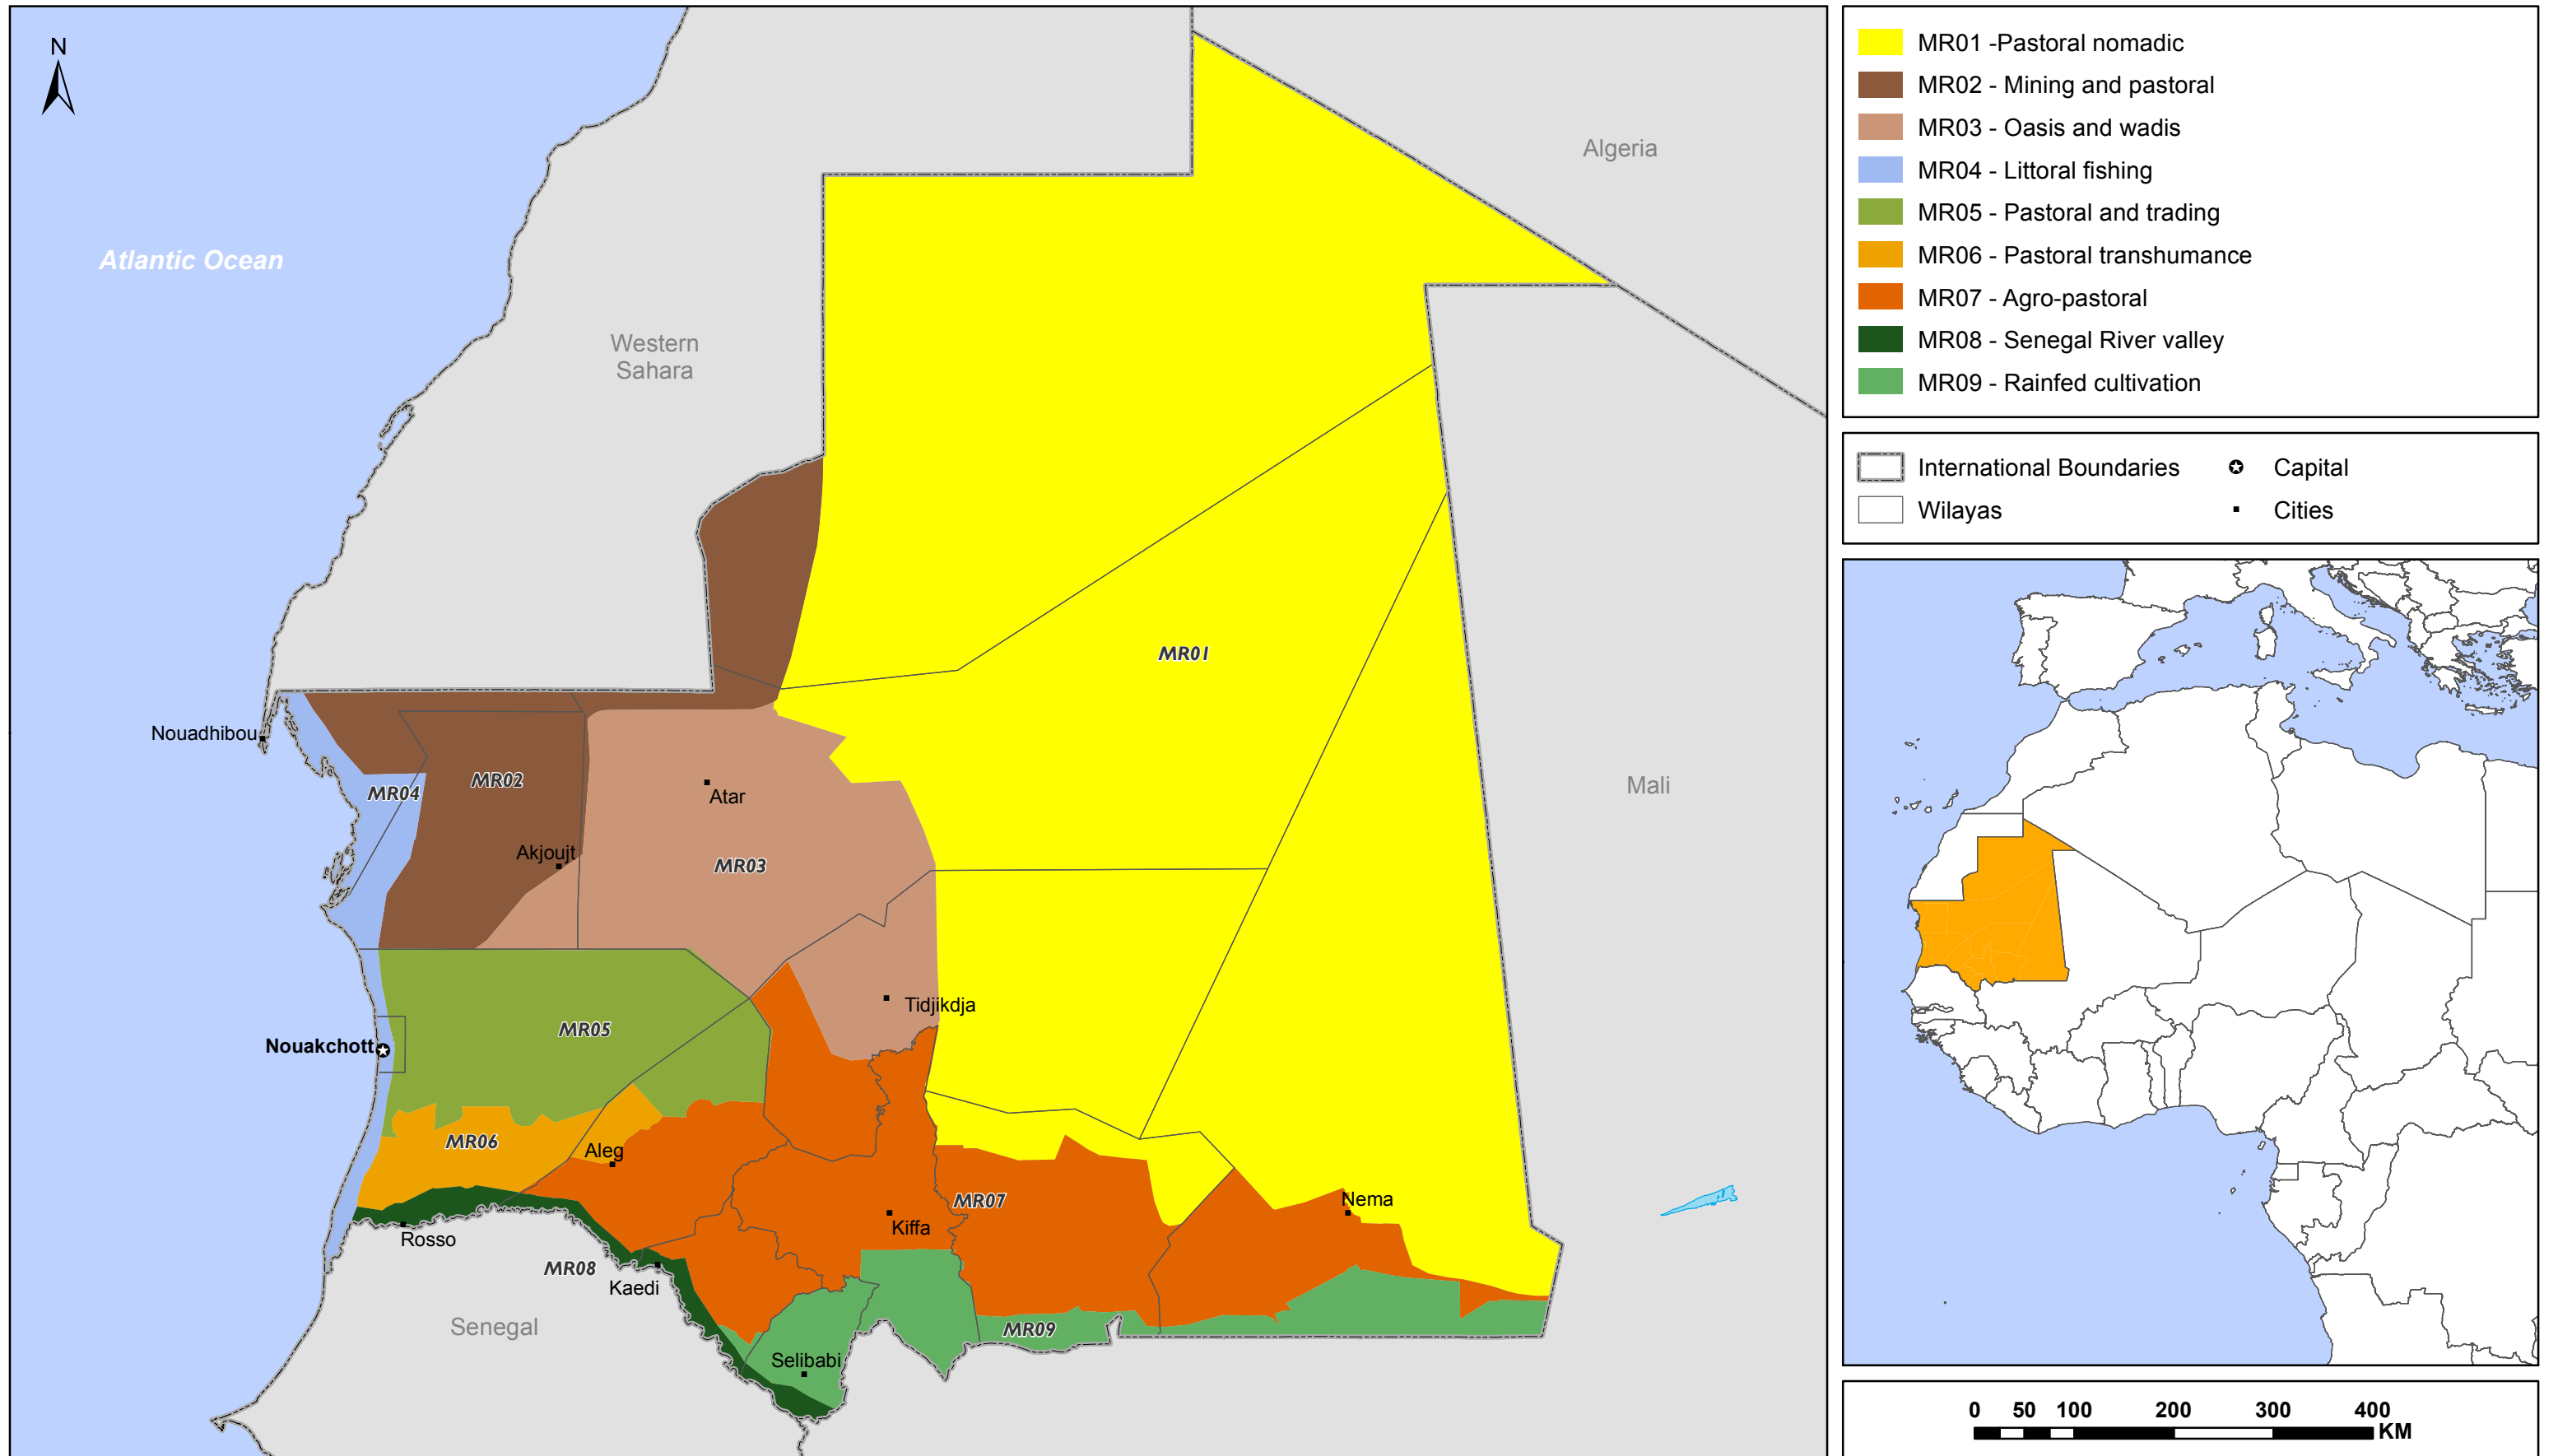 N
Atlantic Ocean
Western
Sahara
Algeria
Mali
Senegal
MR01
MR02
MR03
MR04
MR05
MR06
MR07
MR08
MR09
Nouadhibou
Atar
Akjoujt
Tidjikdja
Nouakchott
Aleg
Rosso
Kaedi
Kiffa
Selibabi
Nema
MR01 -Pastoral nomadic
MR02 - Mining and pastoral
MR03 - Oasis and wadis
MR04 - Littoral fishing
MR05 - Pastoral and trading
MR06 - Pastoral transhumance
MR07 - Agro-pastoral
MR08 - Senegal River valley
MR09 - Rainfed cultivation
International Boundaries
Capital
Wilayas
Cities
0 50 100 200 300 400
KM